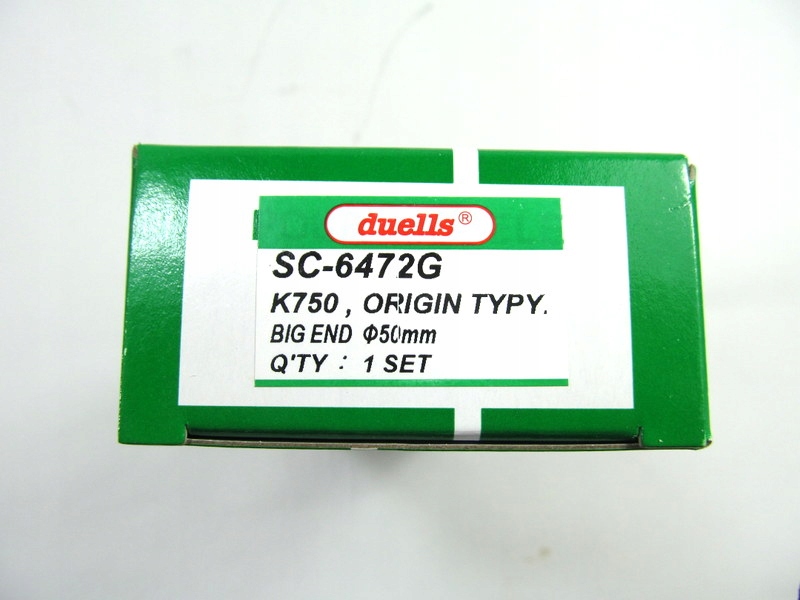 duells®
SC-6472G
K750 , ORIGIN TYPY.
BIG END Φ50mm
Q'TY : 1 SET